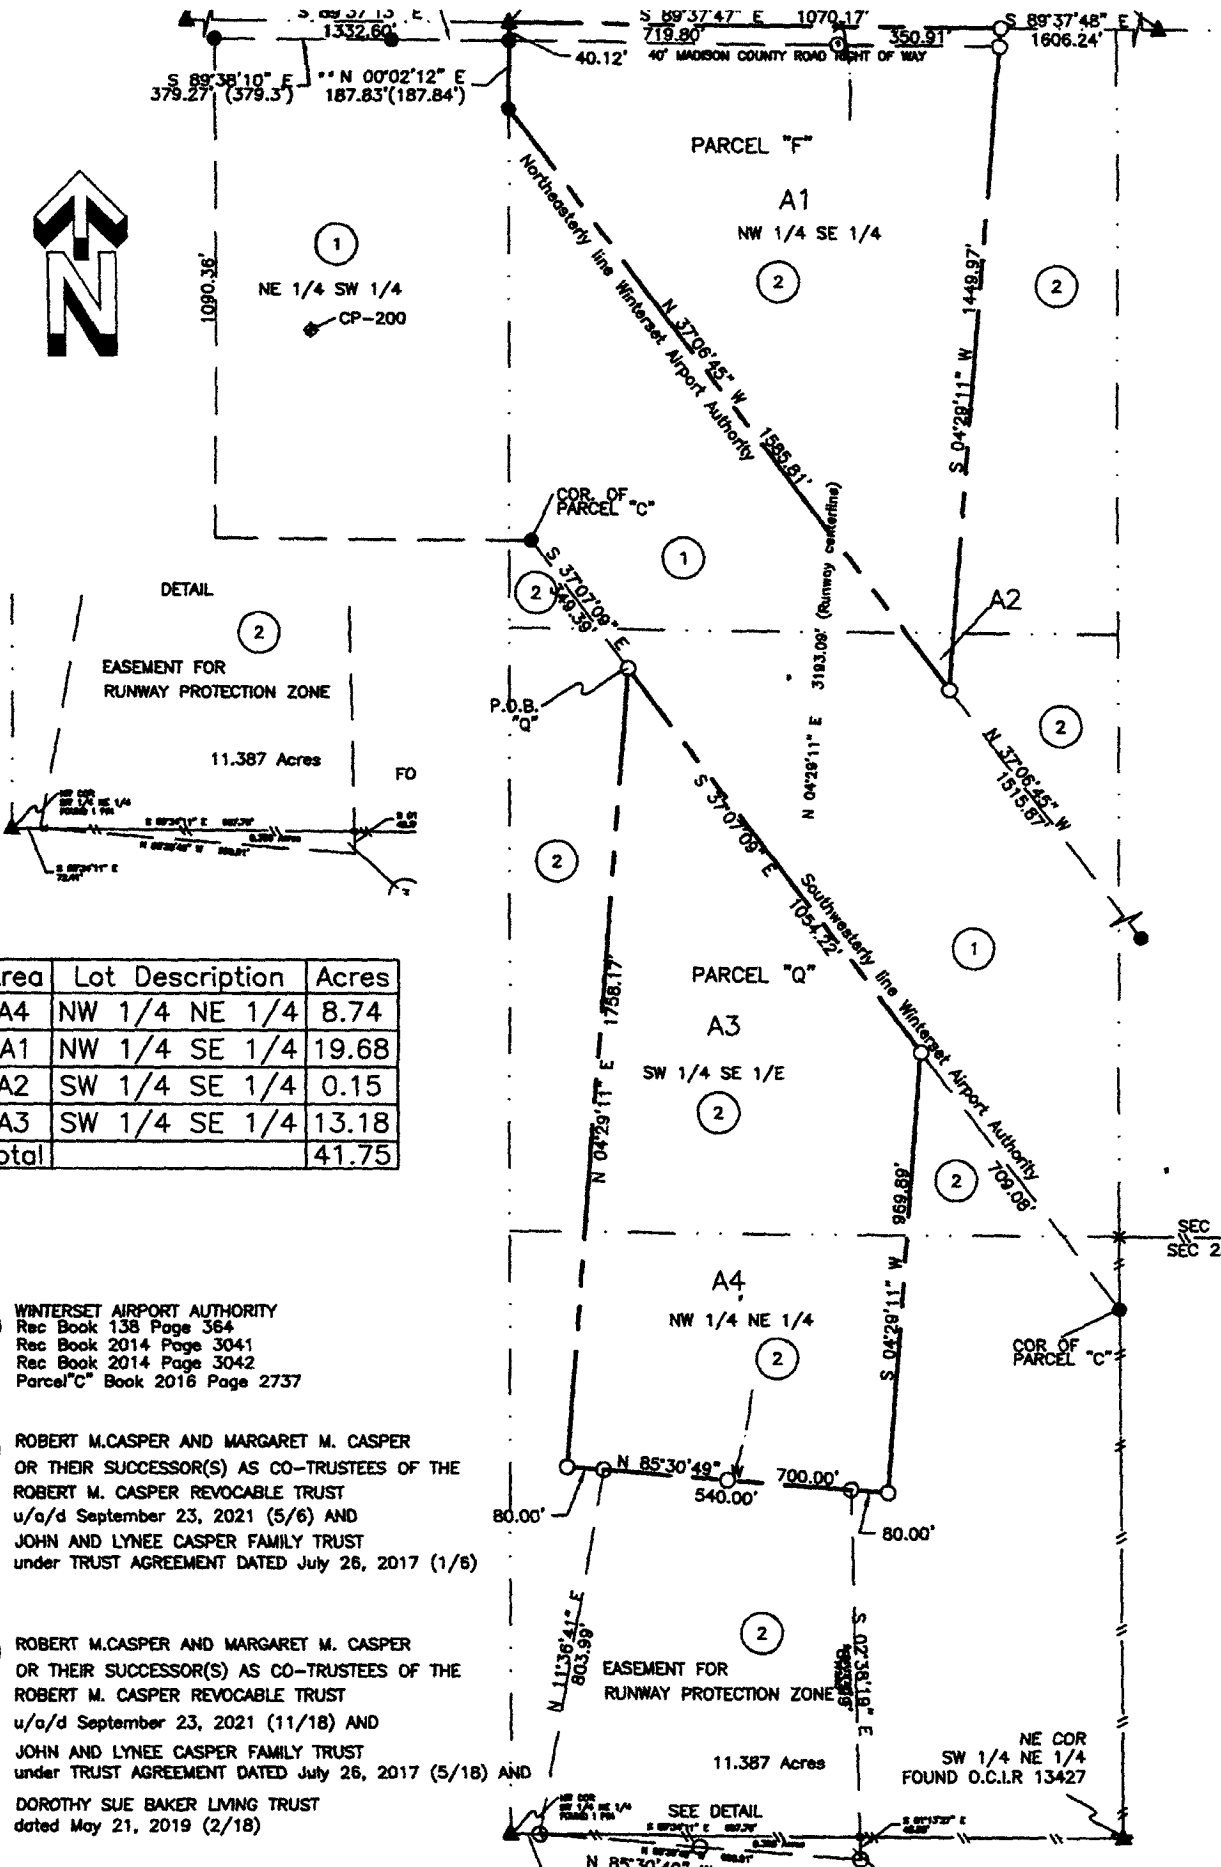 S 89°37'13" E
1332.60'
S 89°37'47" E 1070.17'
719.80'
350.91'
S 89°37'48" E
1606.24'
40.12'
40' MADISON COUNTY ROAD RIGHT OF WAY
S 89°38'10" E
379.27' (379.3')
N 00°02'12" E
187.83'(187.84')
PARCEL "F"
A1
NW 1/4 SE 1/4
2
Northeasterly line Winterset Airport Authority
N 37°06'45" W
1585.81'
1090.36'
1
NE 1/4 SW 1/4
CP-200
N
S 04°29'11" W 1449.97'
2
COR. OF
PARCEL "C"
S 37°07'09" E
349.39'
2
1
N 04°29'11" E 3193.09' (Runway centerline)
A2
DETAIL
2
EASEMENT FOR
RUNWAY PROTECTION ZONE
11.387 Acres
FO
P.O.B.
"Q"
2
N 37°06'45" W
1515.87'
2
S 37°07'09" E
1054.22'
Southwesterly line Winterset Airport Authority
709.08'
1
N 04°29'11" E 1758.17'
PARCEL "Q"
A3
SW 1/4 SE 1/E
2
rea Lot Description Acres
A4 NW 1/4 NE 1/4 8.74
A1 NW 1/4 SE 1/4 19.68
A2 SW 1/4 SE 1/4 0.15
A3 SW 1/4 SE 1/4 13.18
otal 41.75
S 04°29'11" W 969.89'
2
SEC
SEC 2
A4
NW 1/4 NE 1/4
2
COR OF
PARCEL "C"
WINTERSET AIRPORT AUTHORITY
Rec Book 138 Page 364
Rec Book 2014 Page 3041
Rec Book 2014 Page 3042
Parcel"C" Book 2016 Page 2737
ROBERT M.CASPER AND MARGARET M. CASPER
OR THEIR SUCCESSOR(S) AS CO-TRUSTEES OF THE
ROBERT M. CASPER REVOCABLE TRUST
u/a/d September 23, 2021 (5/6) AND
JOHN AND LYNEE CASPER FAMILY TRUST
under TRUST AGREEMENT DATED July 26, 2017 (1/6)
N 85°30'49" 700.00'
80.00'
540.00'
80.00'
ROBERT M.CASPER AND MARGARET M. CASPER
OR THEIR SUCCESSOR(S) AS CO-TRUSTEES OF THE
ROBERT M. CASPER REVOCABLE TRUST
u/a/d September 23, 2021 (11/18) AND
JOHN AND LYNEE CASPER FAMILY TRUST
under TRUST AGREEMENT DATED July 26, 2017 (5/18) AND
DOROTHY SUE BAKER LIVING TRUST
dated May 21, 2019 (2/18)
N 11°36'41" E
803.99'
2
EASEMENT FOR
RUNWAY PROTECTION ZONE
11.387 Acres
S 02°38'19" E
NE COR
SW 1/4 NE 1/4
FOUND O.C.I.R 13427
SEE DETAIL